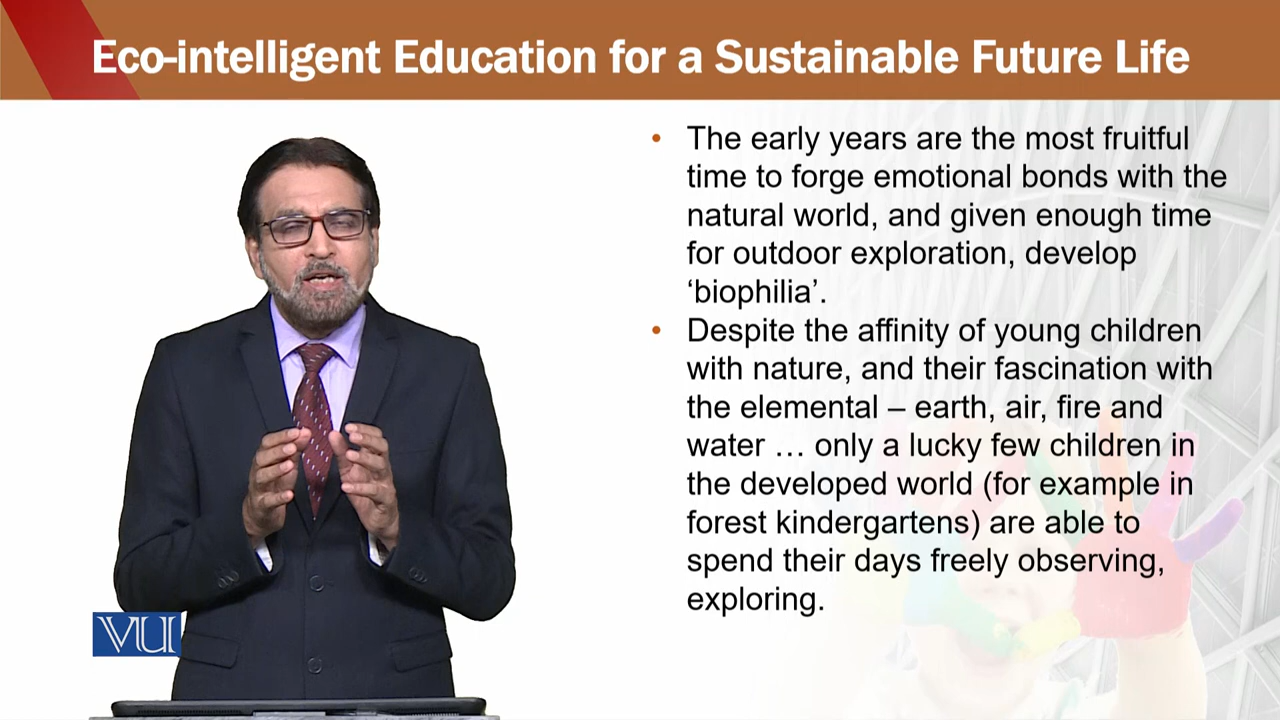 Eco-intelligent Education for a Sustainable Future Life
• The early years are the most fruitful
time to forge emotional bonds with the
natural world, and given enough time
for outdoor exploration, develop
‘biophilia’.
• Despite the affinity of young children
with nature, and their fascination with
the elemental – earth, air, fire and
water … only a lucky few children in
the developed world (for example in
forest kindergartens) are able to
spend their days freely observing,
exploring.
VU